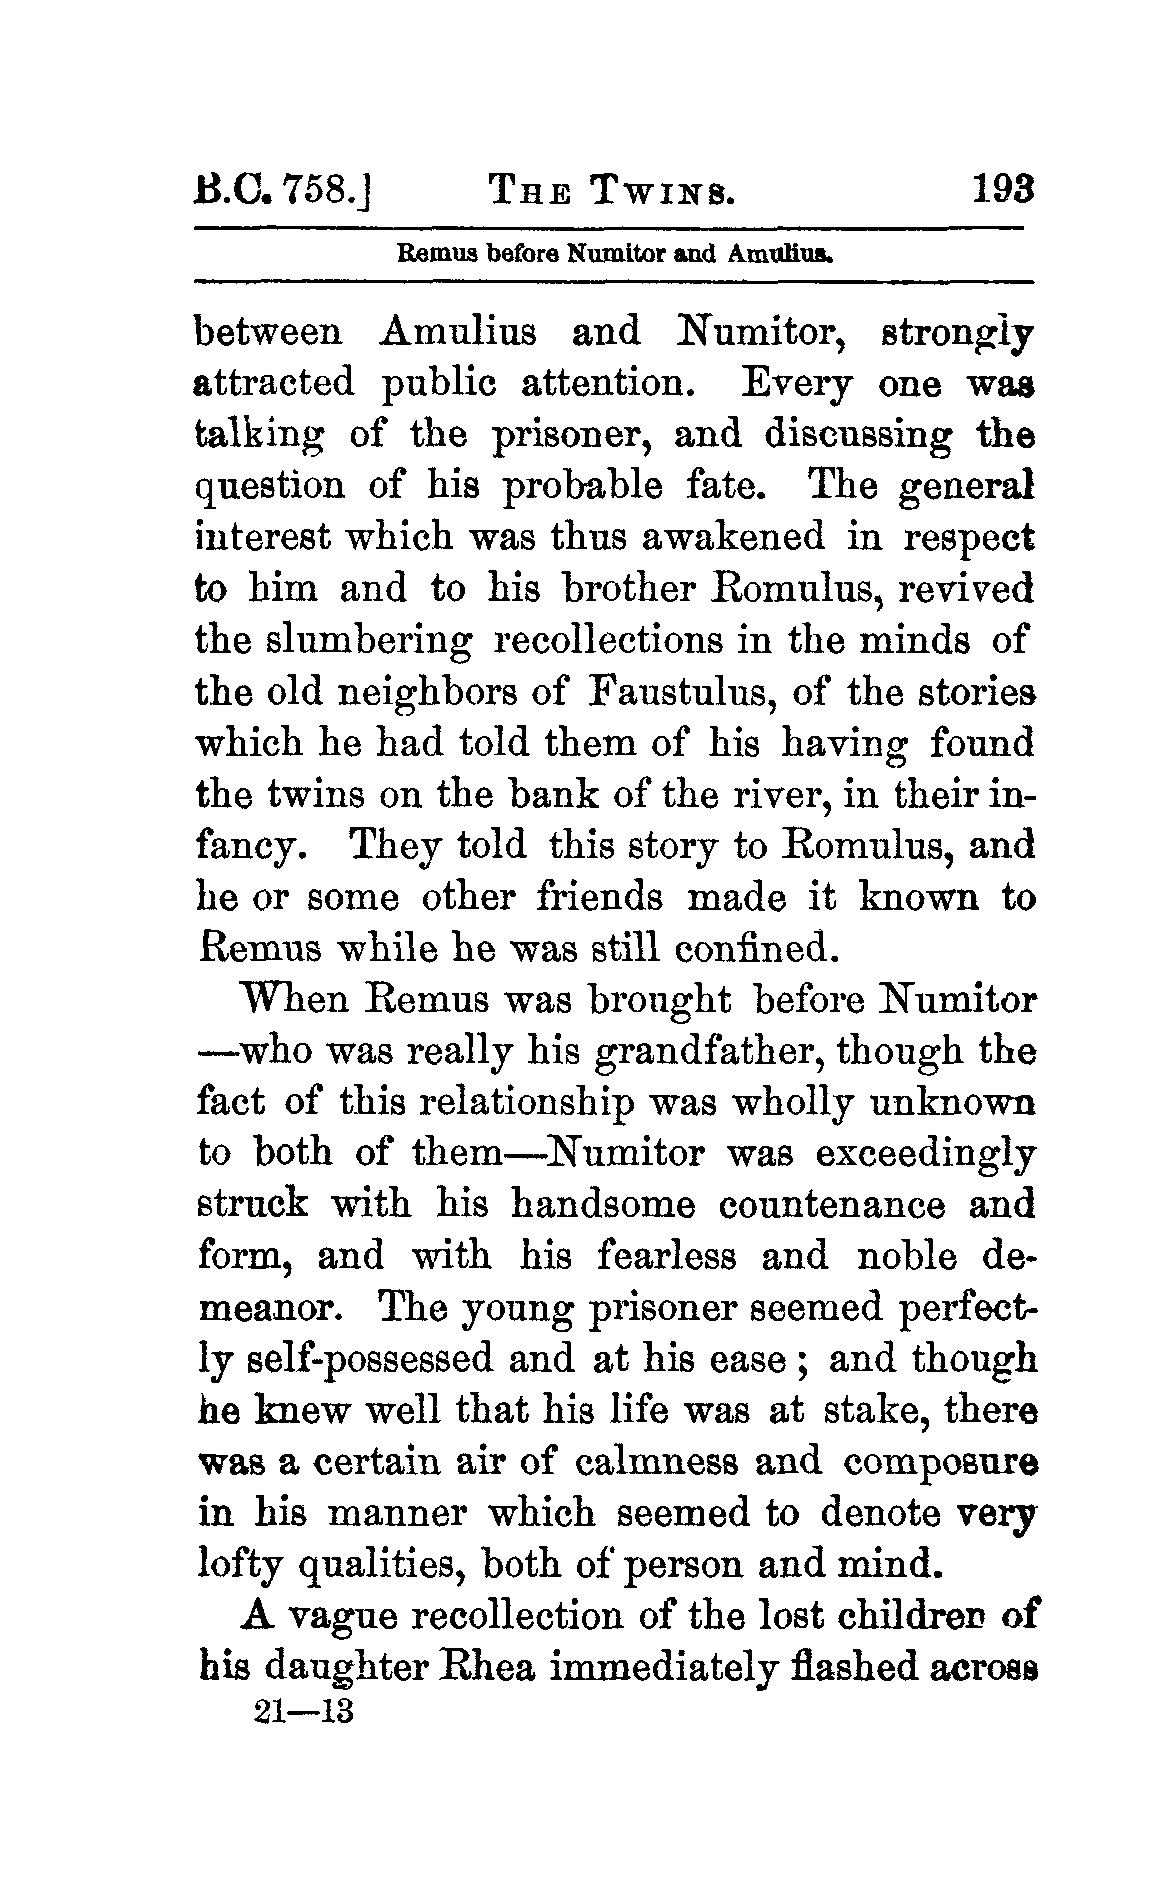 B.C. 758.] THE TWINS. 193
Remus before Numitor and Amulius.
between Amulius and Numitor, strongly
attracted public attention. Every one was
talking of the prisoner, and discussing the
question of his probable fate. The general
interest which was thus awakened in respect
to him and to his brother Romulus, revived
the slumbering recollections in the minds of
the old neighbors of Faustulus, of the stories
which he had told them of his having found
the twins on the bank of the river, in their in-
fancy. They told this story to Romulus, and
he or some other friends made it known to
Remus while he was still confined.
When Remus was brought before Numitor
—who was really his grandfather, though the
fact of this relationship was wholly unknown
to both of them—Numitor was exceedingly
struck with his handsome countenance and
form, and with his fearless and noble de-
meanor. The young prisoner seemed perfect-
ly self-possessed and at his ease; and though
he knew well that his life was at stake, there
was a certain air of calmness and composure
in his manner which seemed to denote very
lofty qualities, both of person and mind.
A vague recollection of the lost children of
his daughter Rhea immediately flashed across
21—13